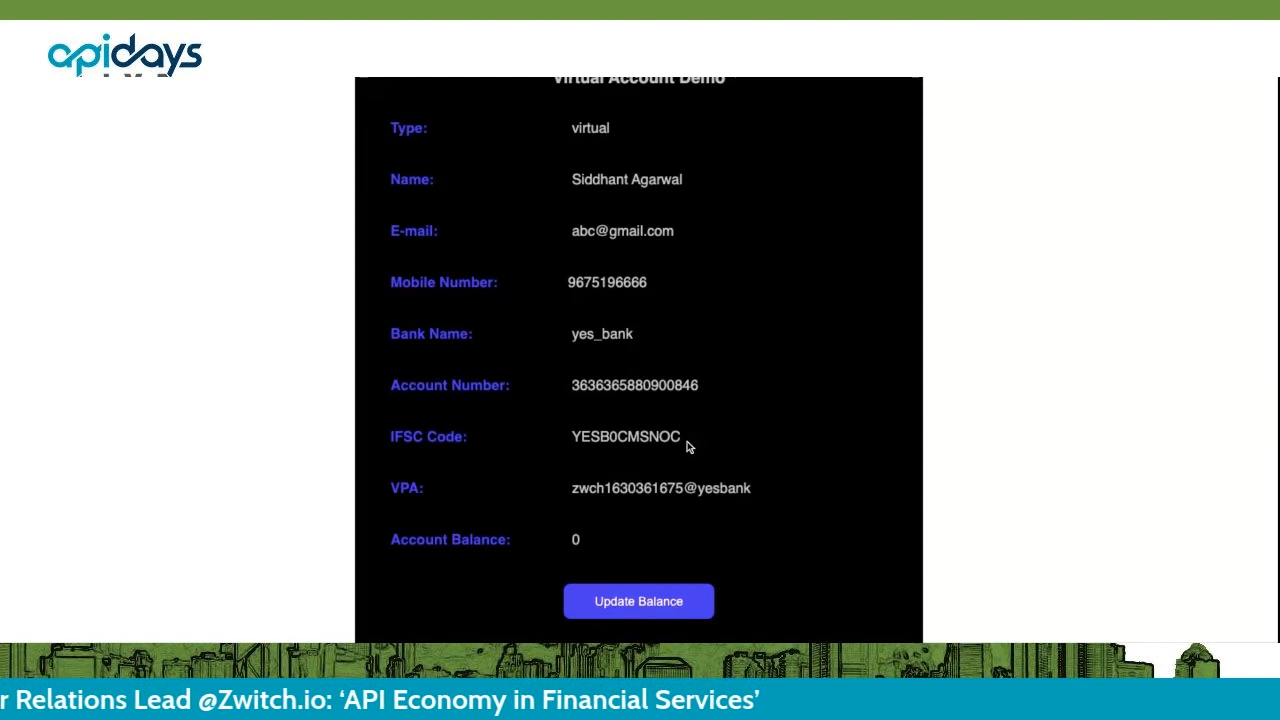 apidays
Virtual Account Demo
Type: virtual
Name: Siddhant Agarwal
E-mail: abc@gmail.com
Mobile Number: 9675196666
Bank Name: yes_bank
Account Number: 3636365880900846
IFSC Code: YESB0CMSNOC
VPA: zwch1630361675@yesbank
Account Balance: 0
Update Balance
r Relations Lead @Zwitch.io: ‘API Economy in Financial Services’